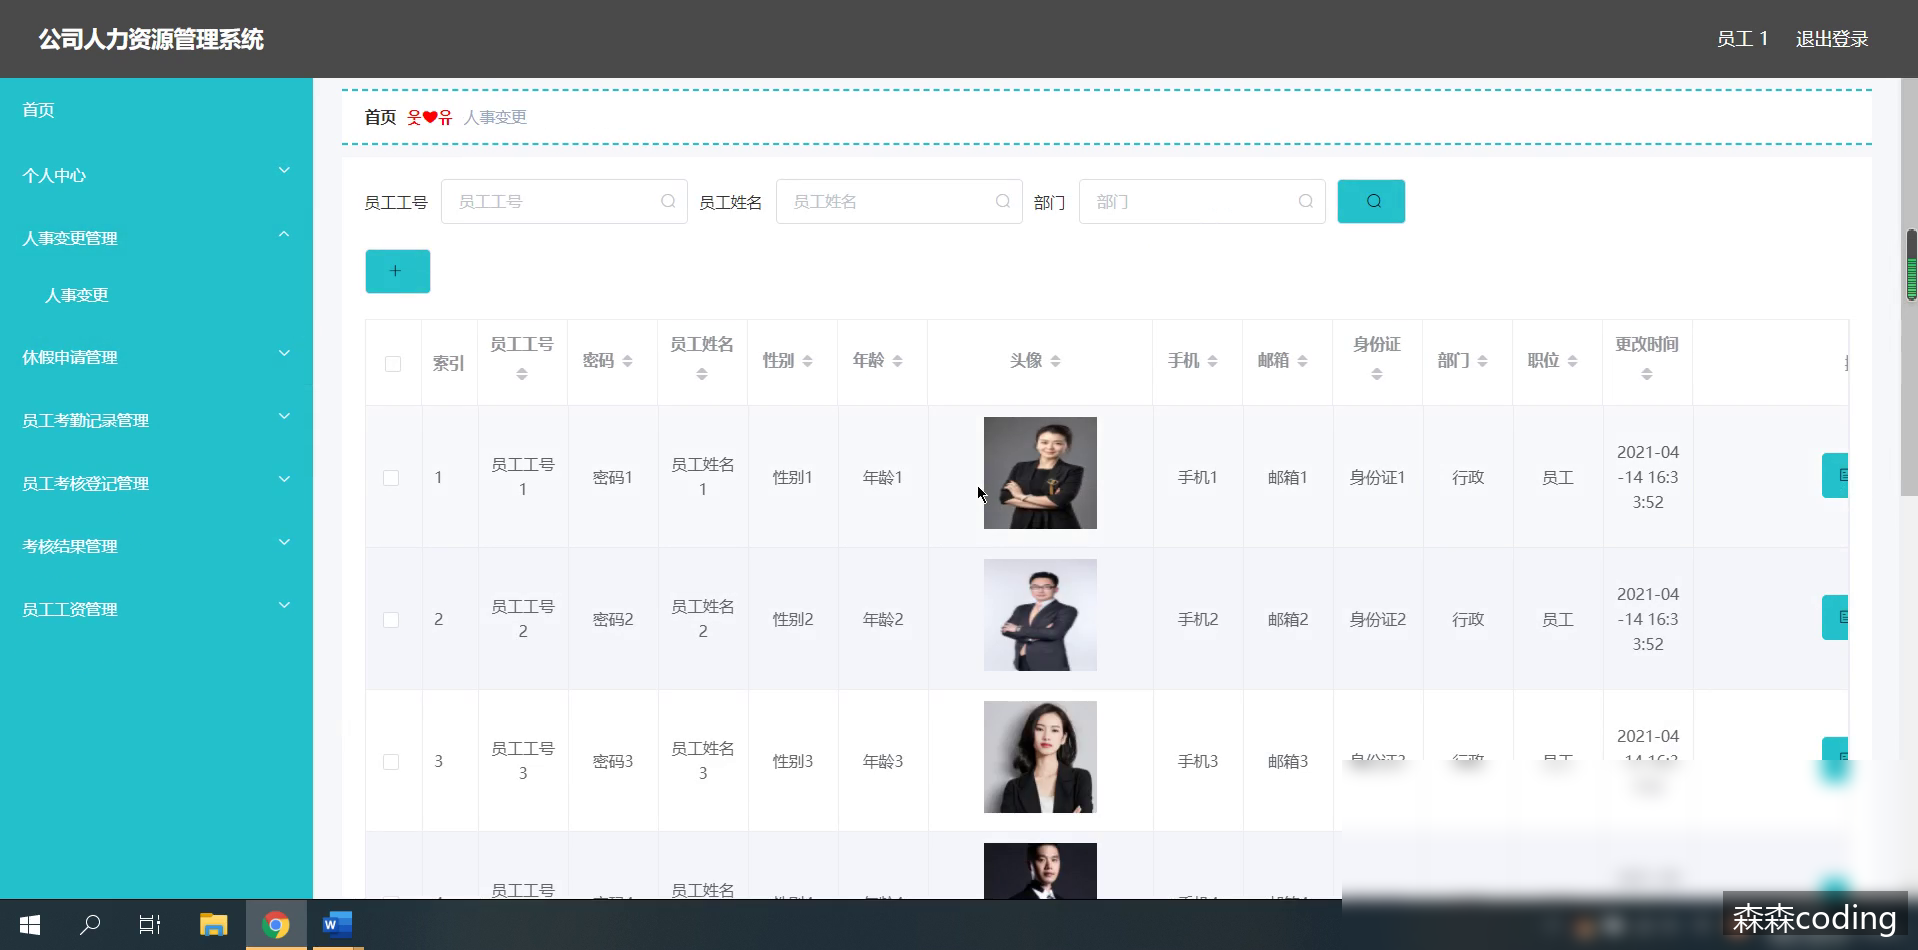 公司人力资源管理系统
员工 1 退出登录
首页
个人中心
人事变更管理
人事变更
休假申请管理
员工考勤记录管理
员工考核登记管理
考核结果管理
员工工资管理
首页 웃❤유 人事变更
员工工号 员工工号 员工姓名 员工姓名 部门 部门
+
索引 员工工号 密码 员工姓名 性别 年龄 头像 手机 邮箱 身份证 部门 职位 更改时间
1 员工工号1 密码1 员工姓名1 性别1 年龄1 手机1 邮箱1 身份证1 行政 员工 2021-04-14 16:33:52
2 员工工号2 密码2 员工姓名2 性别2 年龄2 手机2 邮箱2 身份证2 行政 员工 2021-04-14 16:33:52
3 员工工号3 密码3 员工姓名3 性别3 年龄3 手机3 邮箱3 身份证3 行政 员工 2021-04
员工工号 员工姓名
森森coding